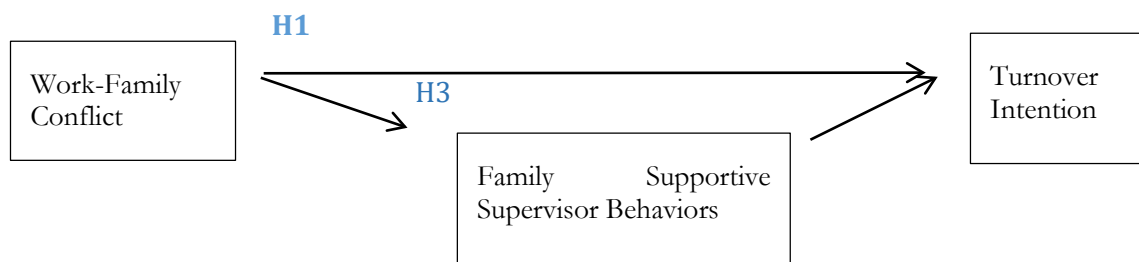 H1
Work-Family
Conflict
H3
Turnover
Intention
Family Supportive
Supervisor Behaviors